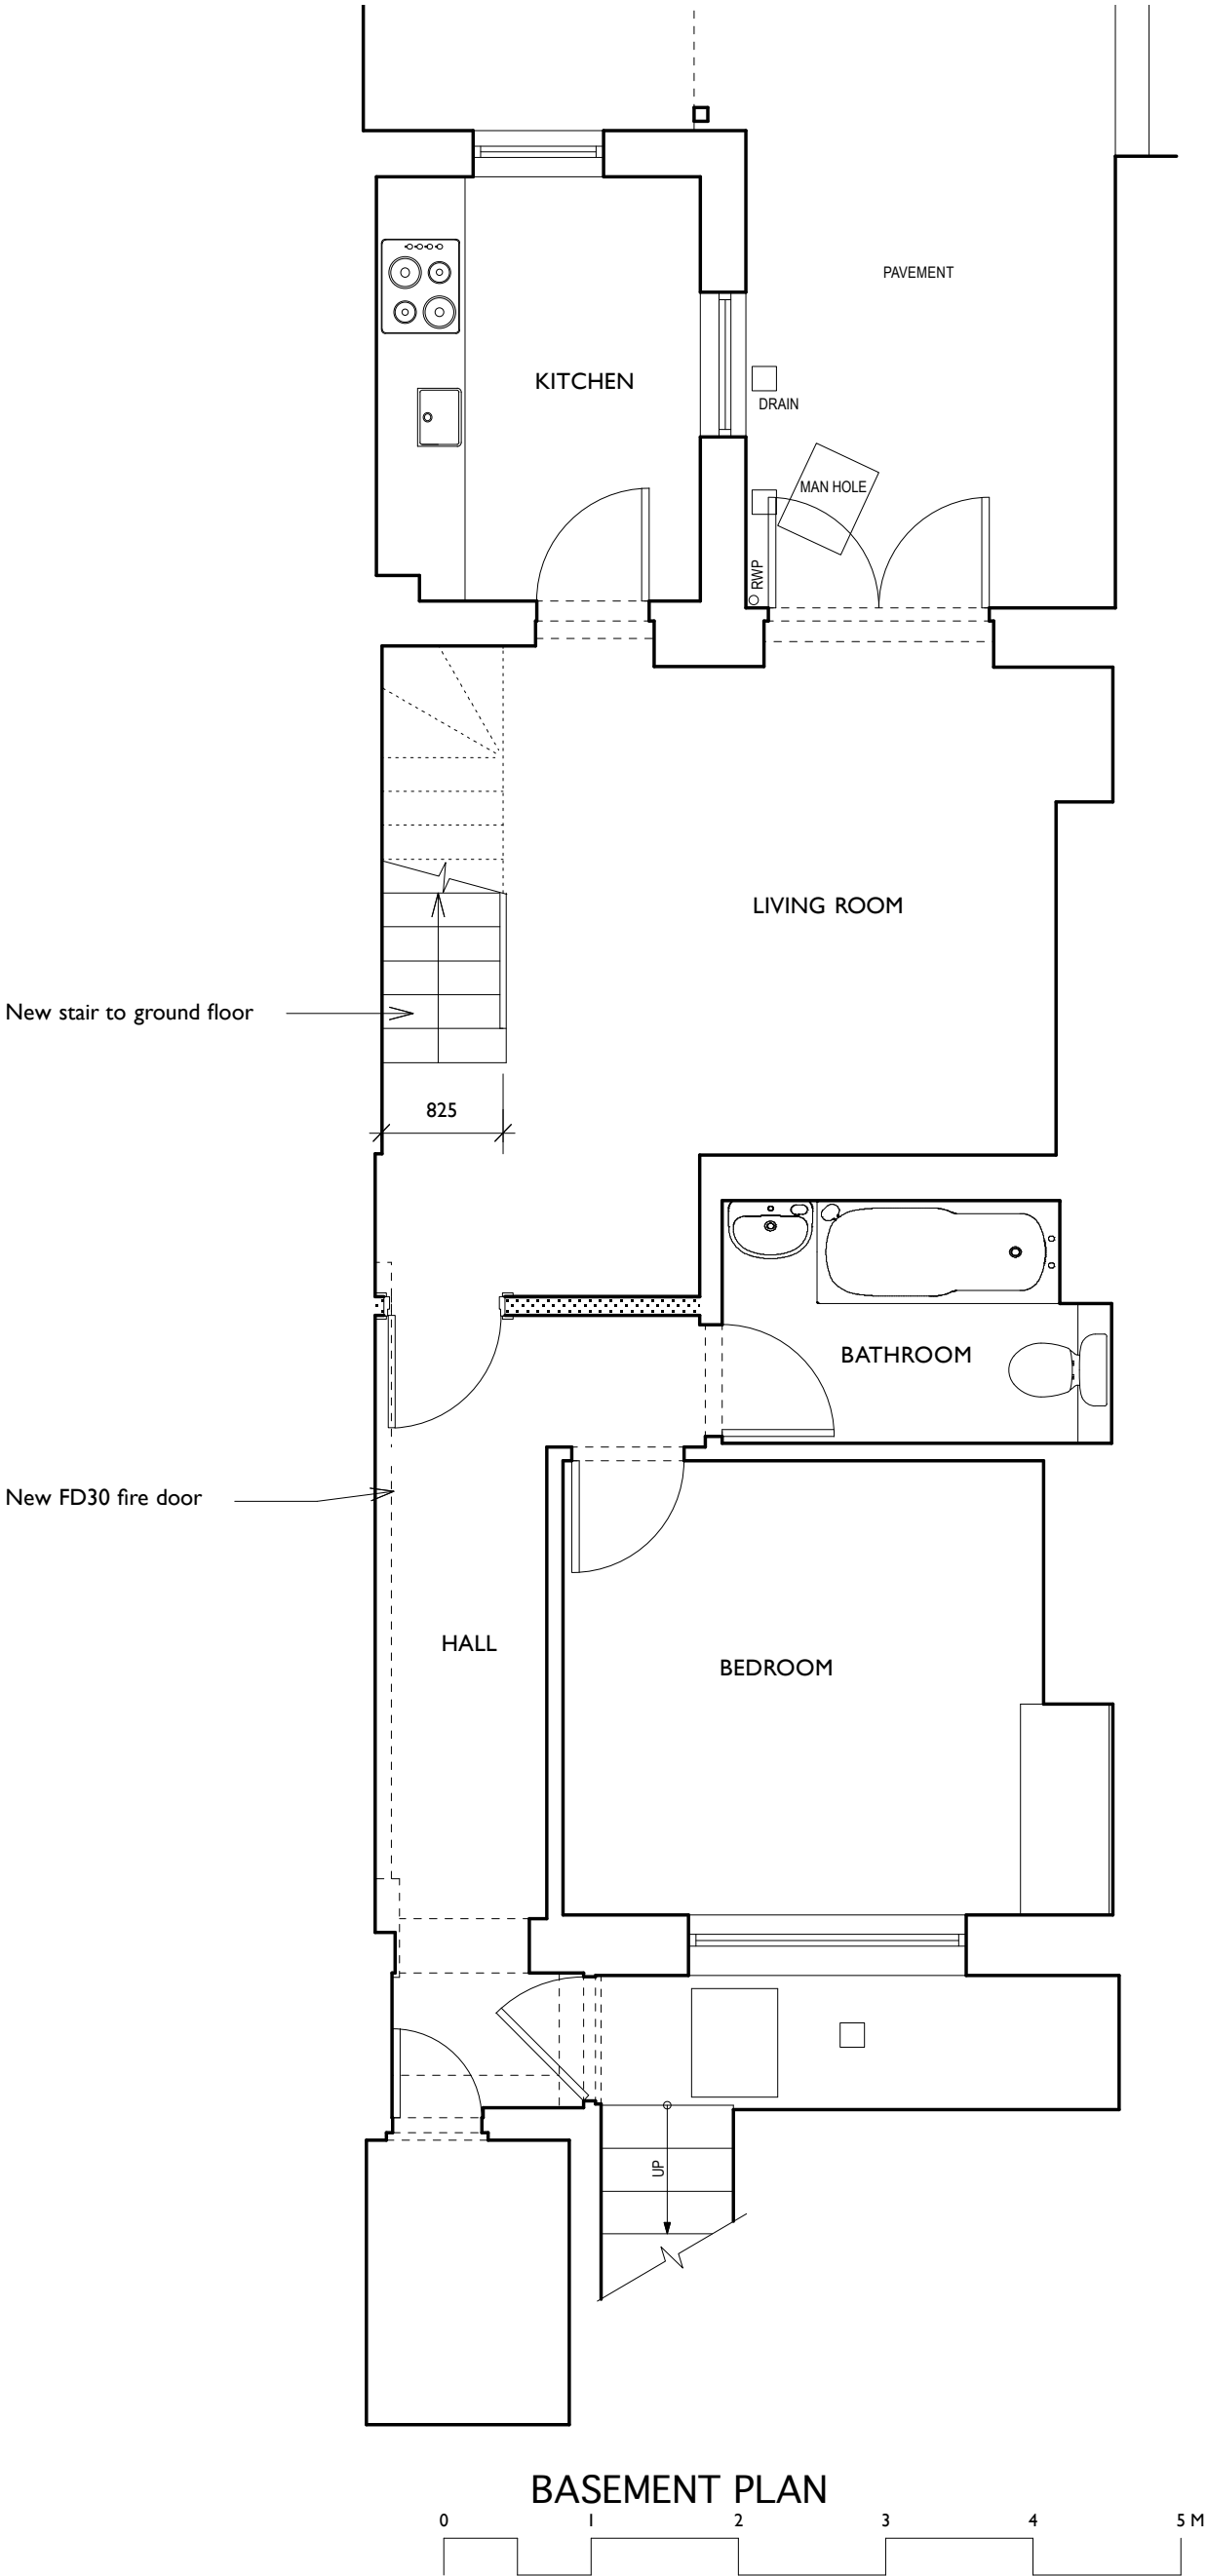 PAVEMENT
KITCHEN
DRAIN
MAN HOLE
RWP
LIVING ROOM
New stair to ground floor
825
BATHROOM
New FD30 fire door
HALL
BEDROOM
UP
BASEMENT PLAN
0 1 2 3 4 5 M